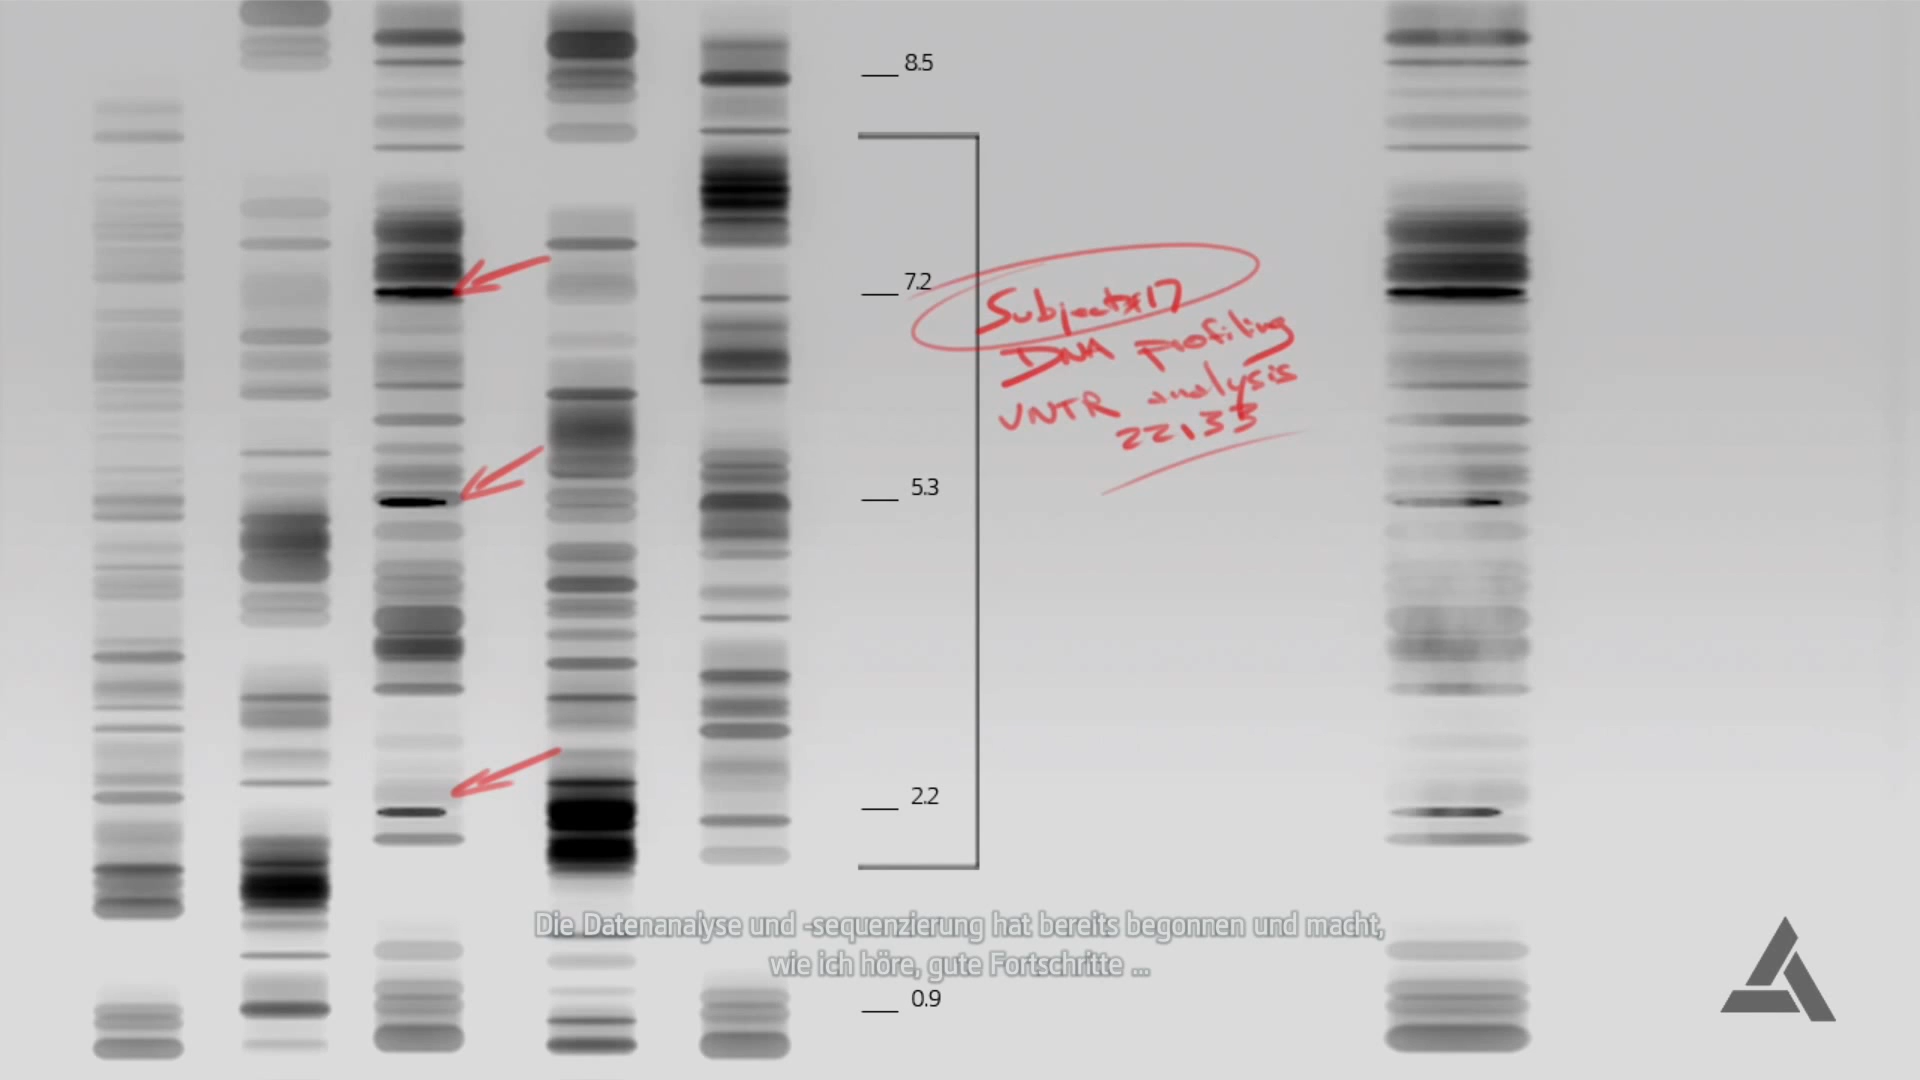 8.5
7.2
Subject #17
DNA profiling
VNTR analysis
22133
5.3
2.2
Die Datenanalyse und -sequenzierung hat bereits begonnen und macht,
wie ich höre, gute Fortschritte ...
0.9